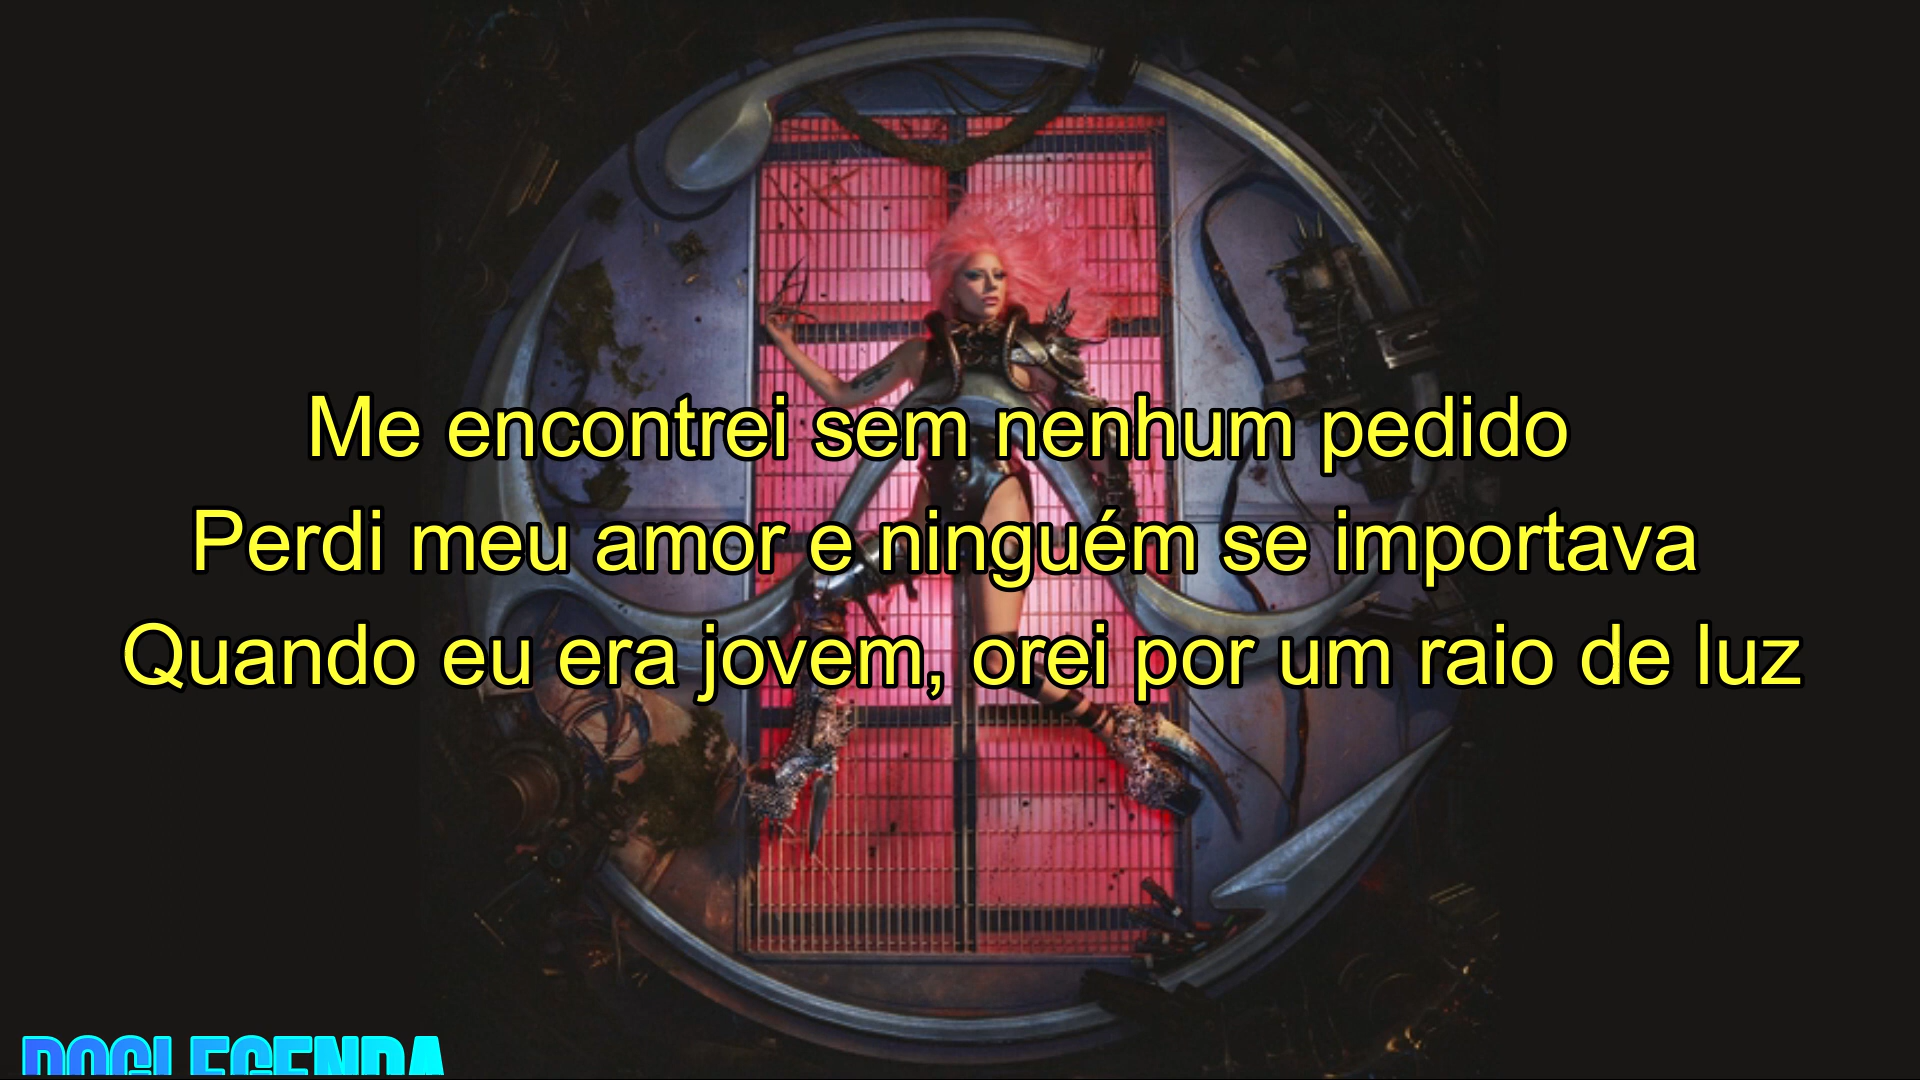 Me encontrei sem nenhum pedido
Perdi meu amor e ninguém se importava
Quando eu era jovem, orei por um raio de luz
DOGLEGENDA